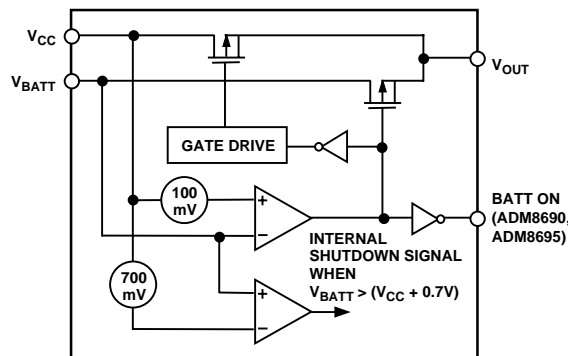 VCC
VBATT
VOUT
GATE DRIVE
100
mV
+
−
BATT ON
(ADM8690,
ADM8695)
INTERNAL
SHUTDOWN SIGNAL
WHEN
VBATT > (VCC + 0.7V)
700
mV
+
−